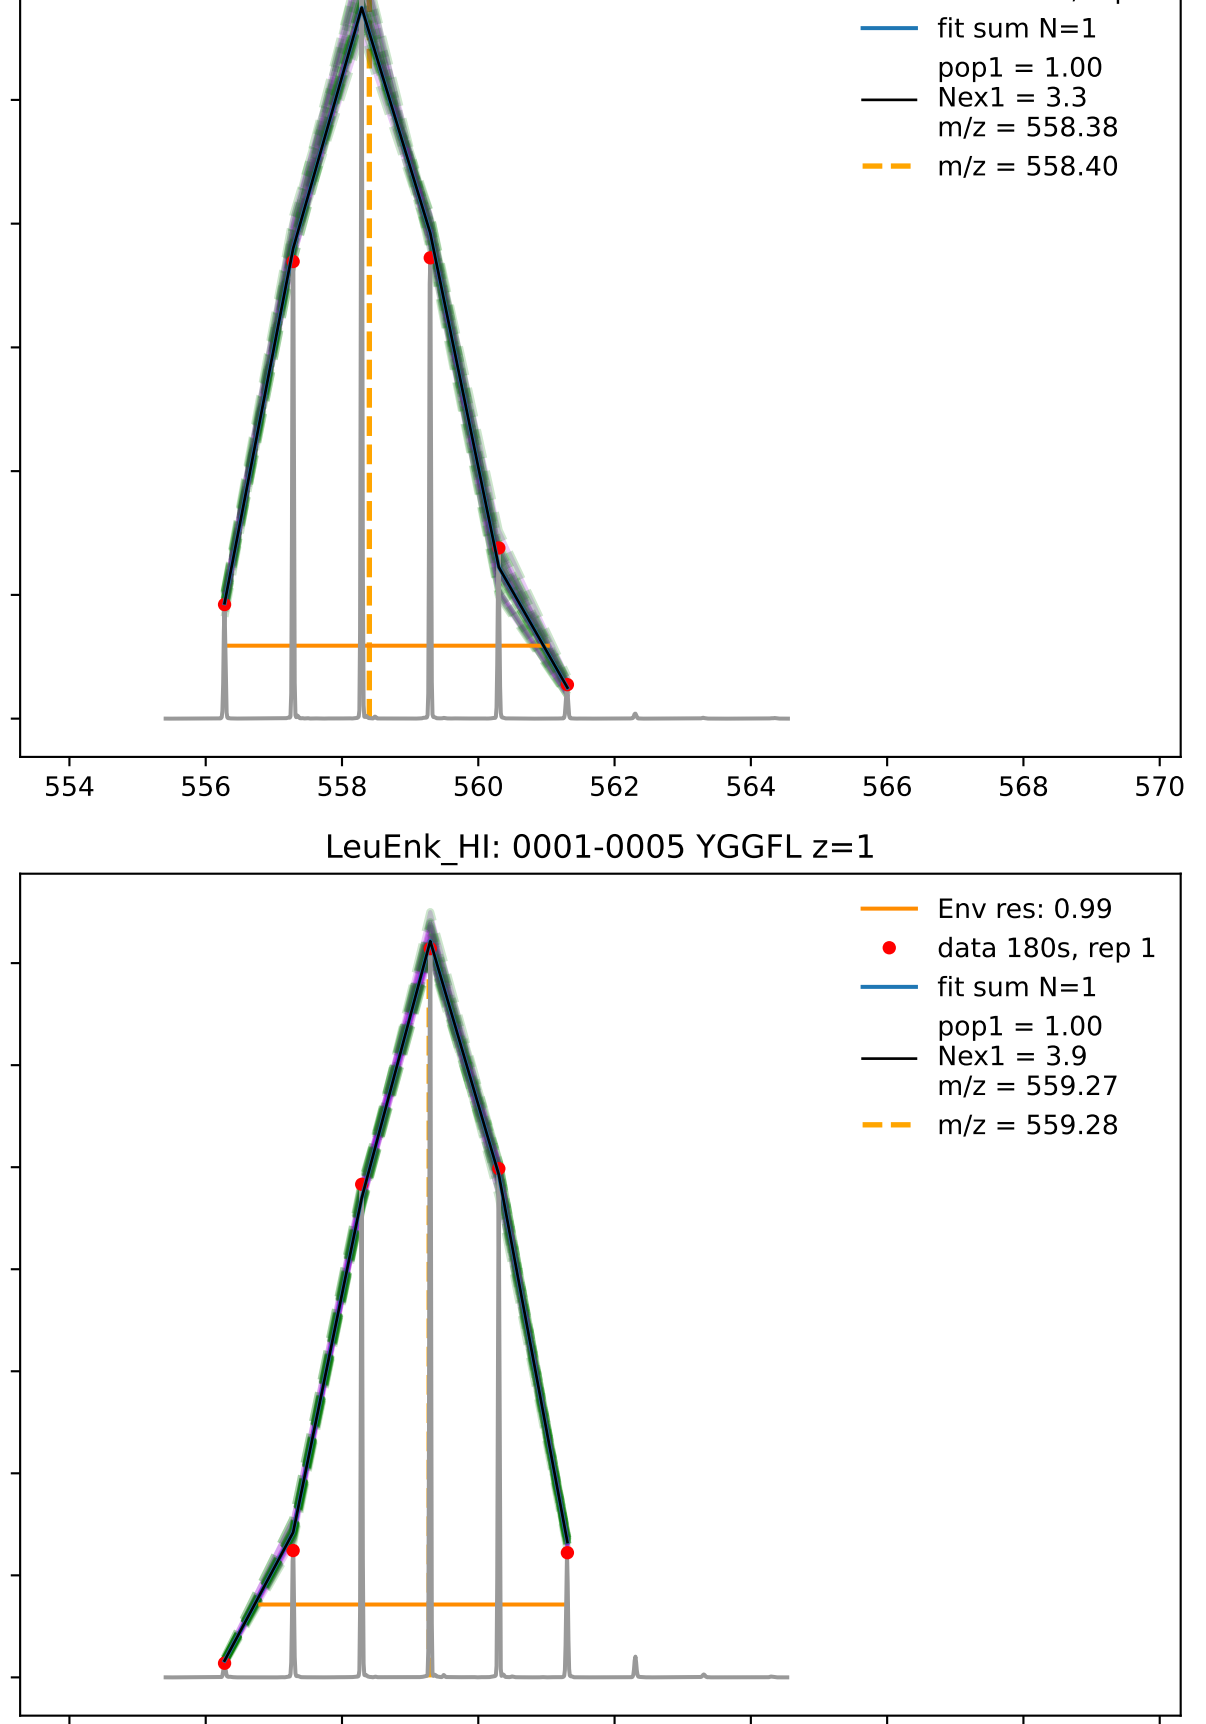 fit sum N=1
pop1 = 1.00
Nex1 = 3.3
m/z = 558.38
m/z = 558.40
554 556 558 560 562 564 566 568 570
LeuEnk_HI: 0001-0005 YGGFL z=1
Env res: 0.99
data 180s, rep 1
fit sum N=1
pop1 = 1.00
Nex1 = 3.9
m/z = 559.27
m/z = 559.28